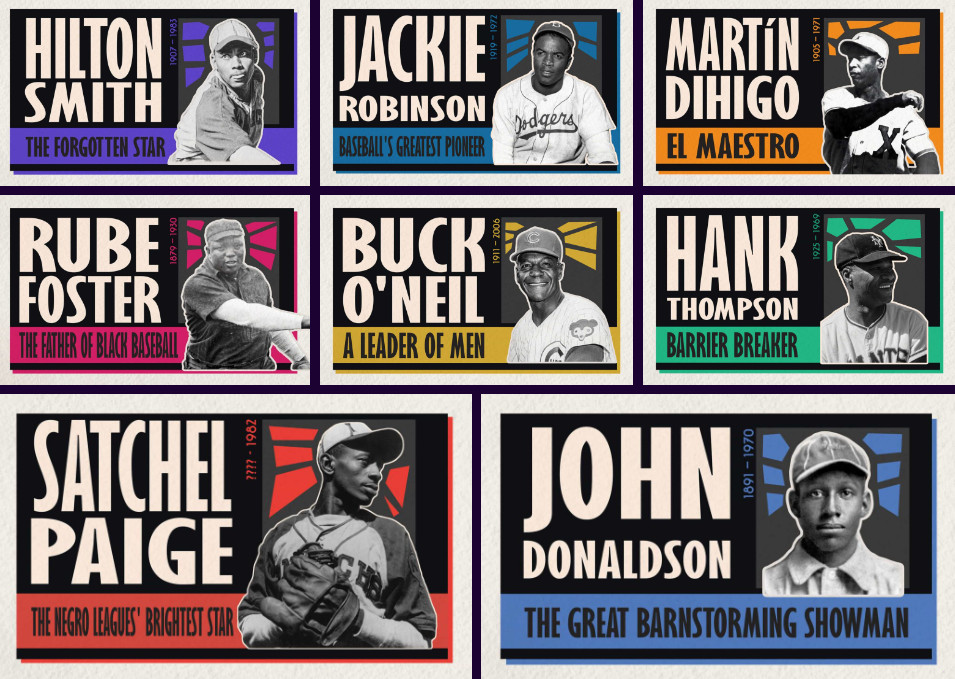 HILTON
SMITH
1907 – 1983
THE FORGOTTEN STAR
JACKIE
ROBINSON
1919 – 1972
Dodgers
BASEBALL'S GREATEST PIONEER
MARTíN
DIHIGO
1905 – 1971
X
EL MAESTRO
RUBE
FOSTER
1879 – 1930
THE FATHER OF BLACK BASEBALL
BUCK
O'NEIL
1911 – 2006
C
C
A LEADER OF MEN
HANK
THOMPSON
1925 – 1969
IANTS
BARRIER BREAKER
SATCHEL
PAIGE
???? - 1982
THE NEGRO LEAGUES' BRIGHTEST STAR
JOHN
DONALDSON
1891 – 1970
THE GREAT BARNSTORMING SHOWMAN